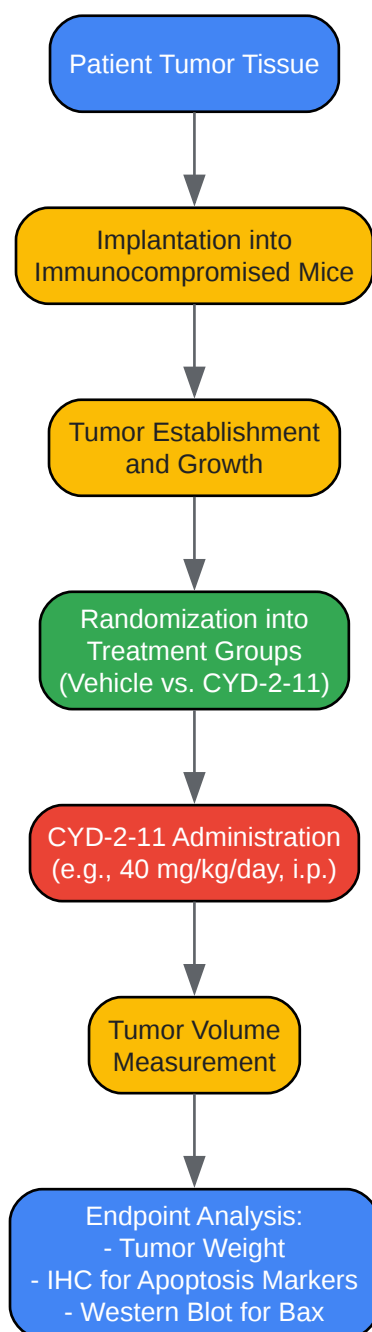 Patient Tumor Tissue
Implantation into
Immunocompromised Mice
Tumor Establishment
and Growth
Randomization into
Treatment Groups
(Vehicle vs. CYD-2-11)
CYD-2-11 Administration
(e.g., 40 mg/kg/day, i.p.)
Tumor Volume
Measurement
Endpoint Analysis:
- Tumor Weight
- IHC for Apoptosis Markers
- Western Blot for Bax